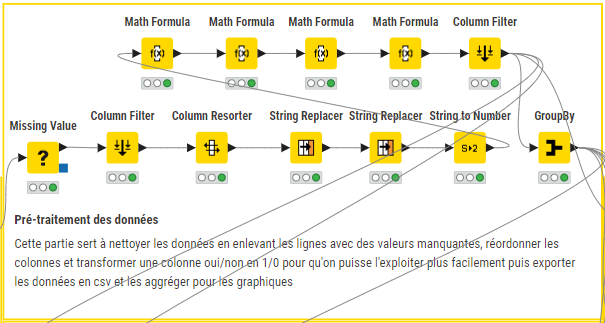 Math Formula Math Formula Math Formula Math Formula Column Filter
f(x) f(x) f(x) f(x)
Missing Value Column Filter Column Resorter String Replacer String Replacer String to Number GroupBy
? S▸2
Pré-traitement des données
Cette partie sert à nettoyer les données en enlevant les lignes avec des valeurs manquantes, réordonner les
colonnes et transformer une colonne oui/non en 1/0 pour qu'on puisse l'exploiter plus facilement puis exporter
les données en csv et les aggréger pour les graphiques